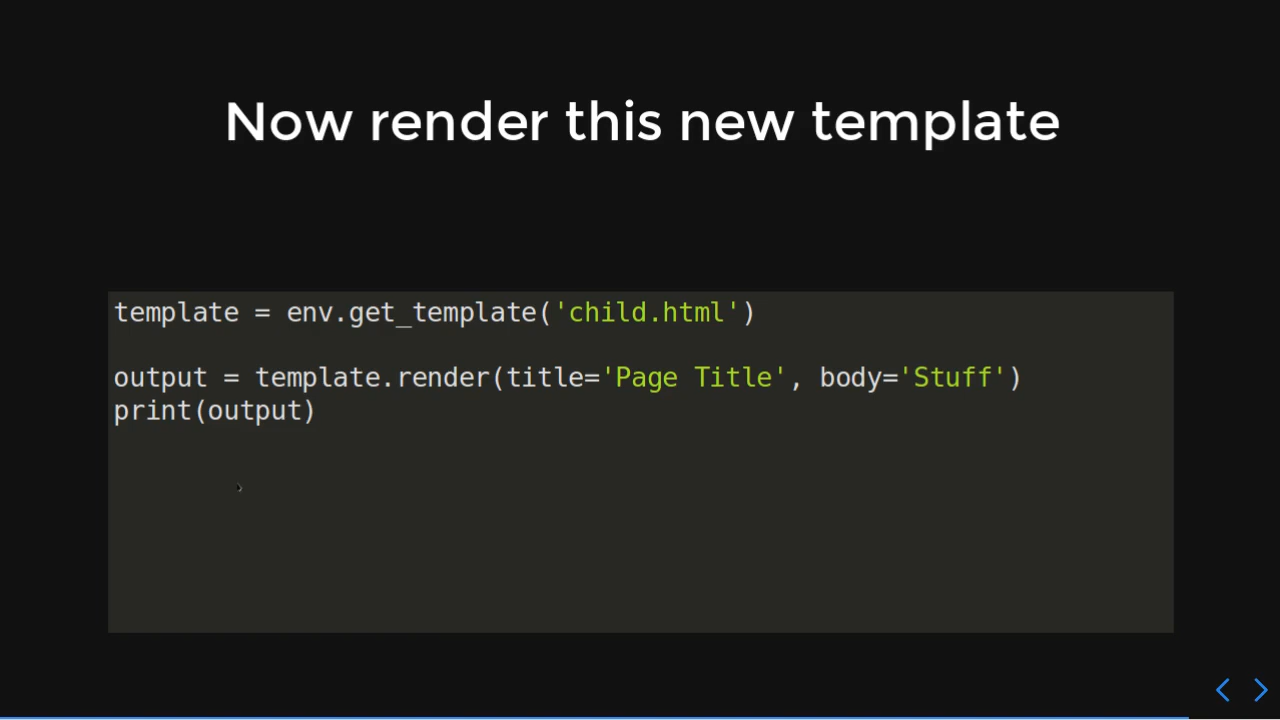 Now render this new template
template = env.get_template('child.html')
output = template.render(title='Page Title', body='Stuff')
print(output)